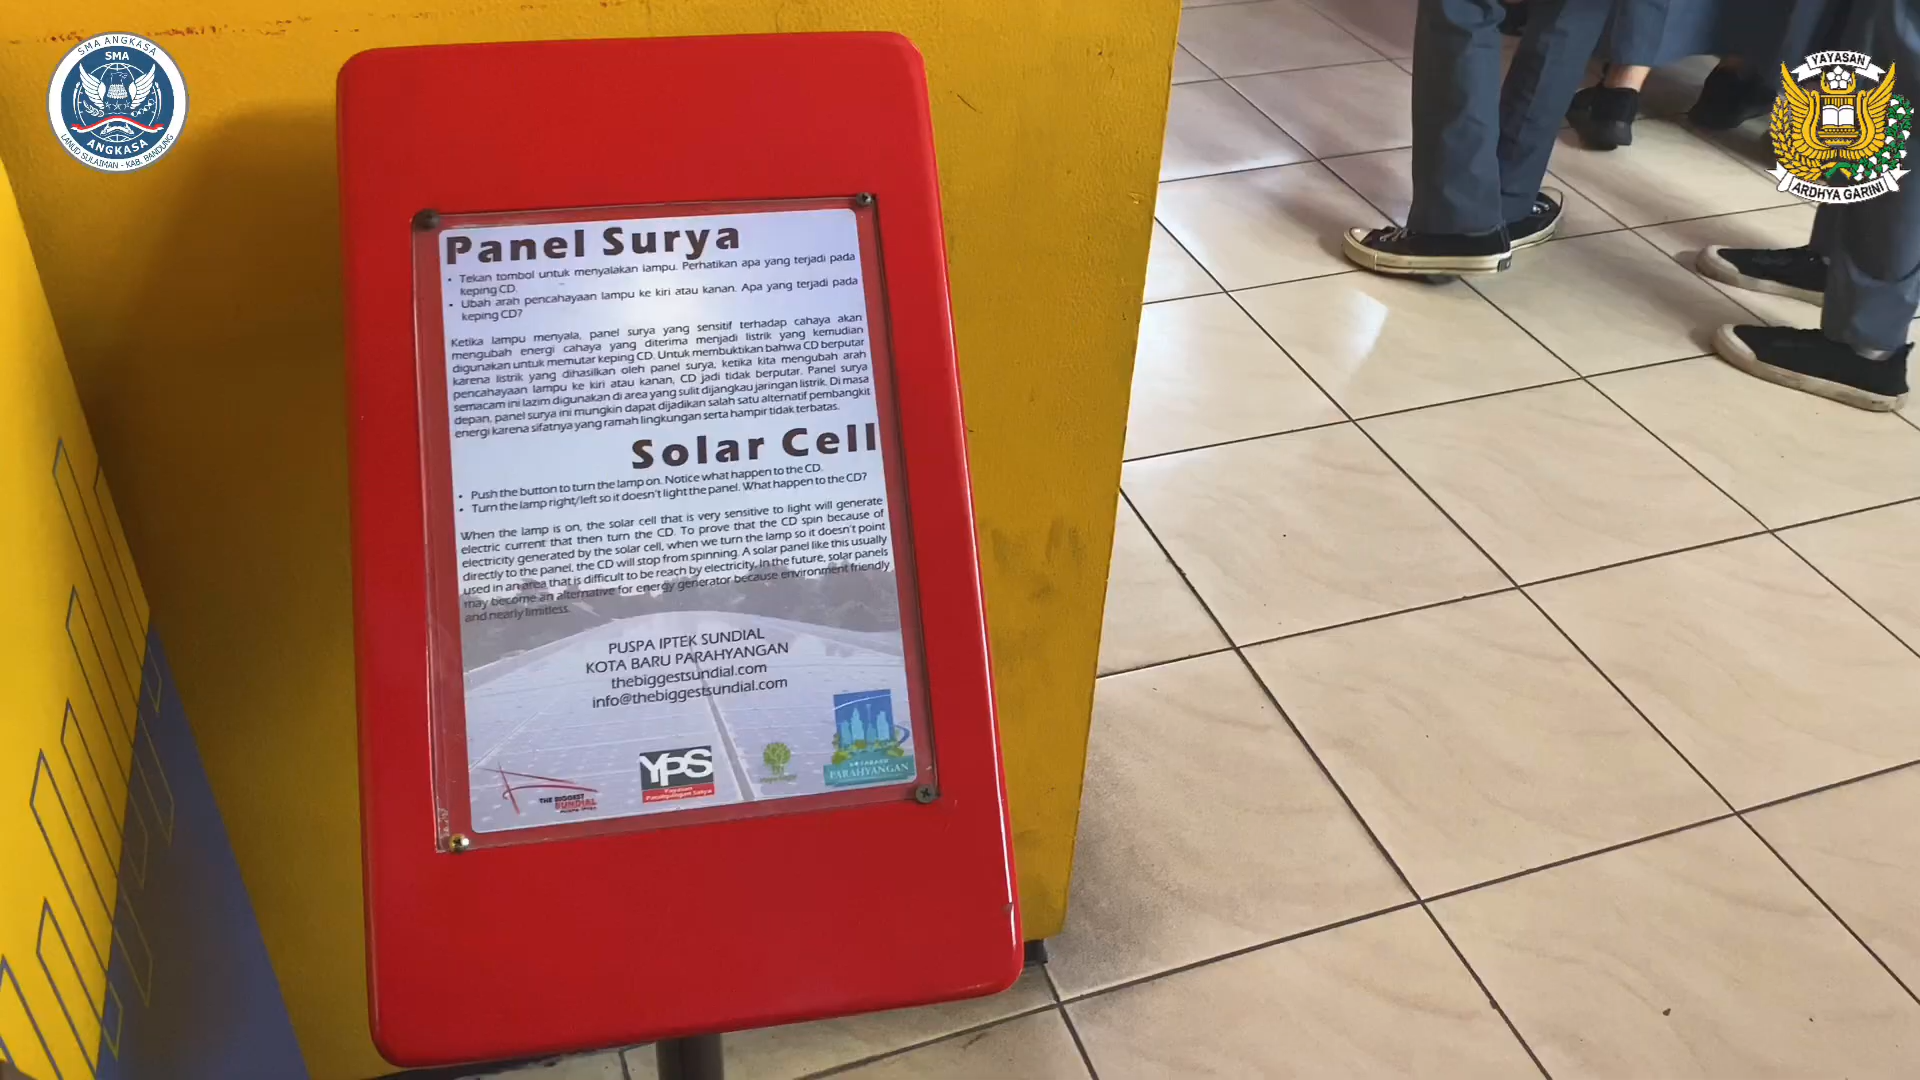 SMA ANGKASA
SMA
ANGKASA
LANUD SULAIMAN - KAB. BANDUNG
YAYASAN
ARDHYA GARINI
Panel Surya
• Tekan tombol untuk menyalakan lampu. Perhatikan apa yang terjadi pada
keping CD.
• Ubah arah pencahayaan lampu ke kiri atau kanan. Apa yang terjadi pada
keping CD?
Ketika lampu menyala, panel surya yang sensitif terhadap cahaya akan
mengubah energi cahaya yang diterima menjadi listrik yang kemudian
digunakan untuk memutar keping CD. Untuk membuktikan bahwa CD berputar
karena listrik yang dihasilkan oleh panel surya, ketika kita mengubah arah
pencahayaan lampu ke kiri atau kanan, CD jadi tidak berputar. Panel surya
semacam ini lazim digunakan di area yang sulit dijangkau jaringan listrik. Di masa
depan, panel surya ini mungkin dapat dijadikan salah satu alternatif pembangkit
energi karena sifatnya yang ramah lingkungan serta hampir tidak terbatas.
Solar Cell
• Push the button to turn the lamp on. Notice what happen to the CD.
• Turn the lamp right/left so it doesn't light the panel. What happen to the CD?
When the lamp is on, the solar cell that is very sensitive to light will generate
electric current that then turn the CD. To prove that the CD spin because of
electricity generated by the solar cell, when we turn the lamp so it doesn't point
directly to the panel, the CD will stop from spinning. A solar panel like this usually
used in an area that is difficult to be reach by electricity. In the future, solar panels
may become an alternative for energy generator because environment friendly
and nearly limitless.
PUSPA IPTEK SUNDIAL
KOTA BARU PARAHYANGAN
thebiggestsundial.com
info@thebiggestsundial.com
THE BIGGEST
SUNDIAL
PUSPA IPTEK
YPS
Yayasan
Parahyangan Satya
KOTABARU
PARAHYANGAN